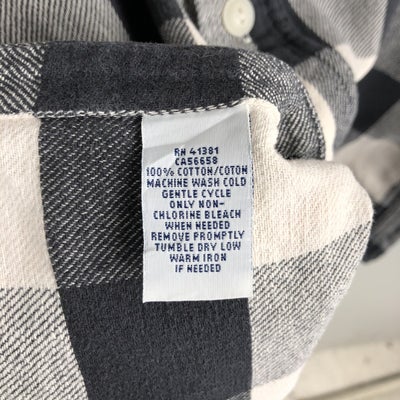 RN 41381
CA56658
100% COTTON/COTON
MACHINE WASH COLD
GENTLE CYCLE
ONLY NON-
CHLORINE BLEACH
WHEN NEEDED
REMOVE PROMPTLY
TUMBLE DRY LOW
WARM IRON
IF NEEDED